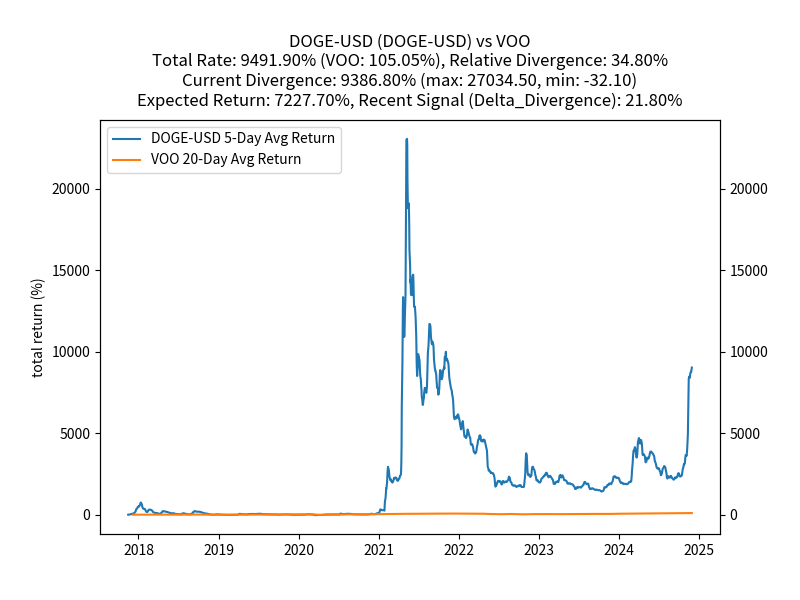 DOGE-USD (DOGE-USD) vs VOO
Total Rate: 9491.90% (VOO: 105.05%), Relative Divergence: 34.80%
Current Divergence: 9386.80% (max: 27034.50, min: -32.10)
Expected Return: 7227.70%, Recent Signal (Delta_Divergence): 21.80%
DOGE-USD 5-Day Avg Return
VOO 20-Day Avg Return
total return (%)
20000
15000
10000
5000
0
20000
15000
10000
5000
0
2018 2019 2020 2021 2022 2023 2024 2025